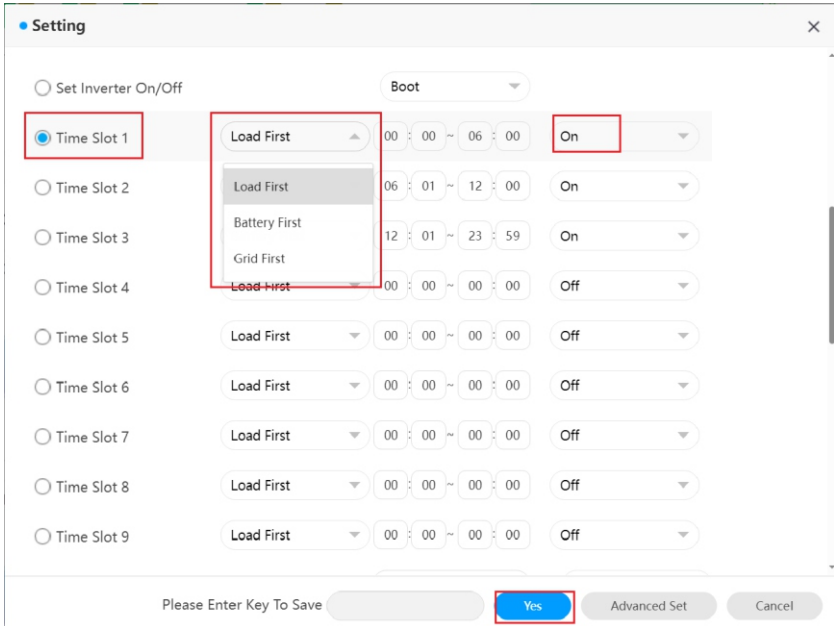 Setting
Set Inverter On/Off Boot
Time Slot 1 Load First 00 : 00 ~ 06 : 00 On
Load First
Time Slot 2 06 : 01 ~ 12 : 00 On
Battery First
Time Slot 3 12 : 01 ~ 23 : 59 On
Grid First
Time Slot 4 Load First 00 : 00 ~ 00 : 00 Off
Time Slot 5 Load First 00 : 00 ~ 00 : 00 Off
Time Slot 6 Load First 00 : 00 ~ 00 : 00 Off
Time Slot 7 Load First 00 : 00 ~ 00 : 00 Off
Time Slot 8 Load First 00 : 00 ~ 00 : 00 Off
Time Slot 9 Load First 00 : 00 ~ 00 : 00 Off
Please Enter Key To Save Yes Advanced Set Cancel